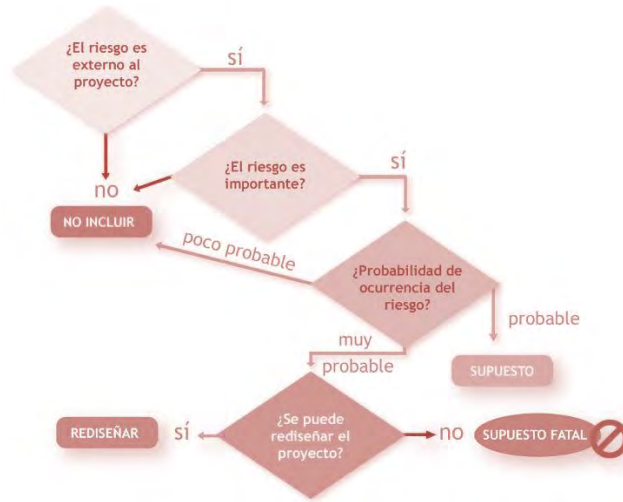 ¿El riesgo es
externo al
proyecto?
sí
¿El riesgo es
importante?
sí
no
NO INCLUIR
poco probable
¿Probabilidad de
ocurrencia del
riesgo?
probable
muy
probable
SUPUESTO
¿Se puede
rediseñar el
proyecto?
sí
REDISEÑAR
no
SUPUESTO FATAL